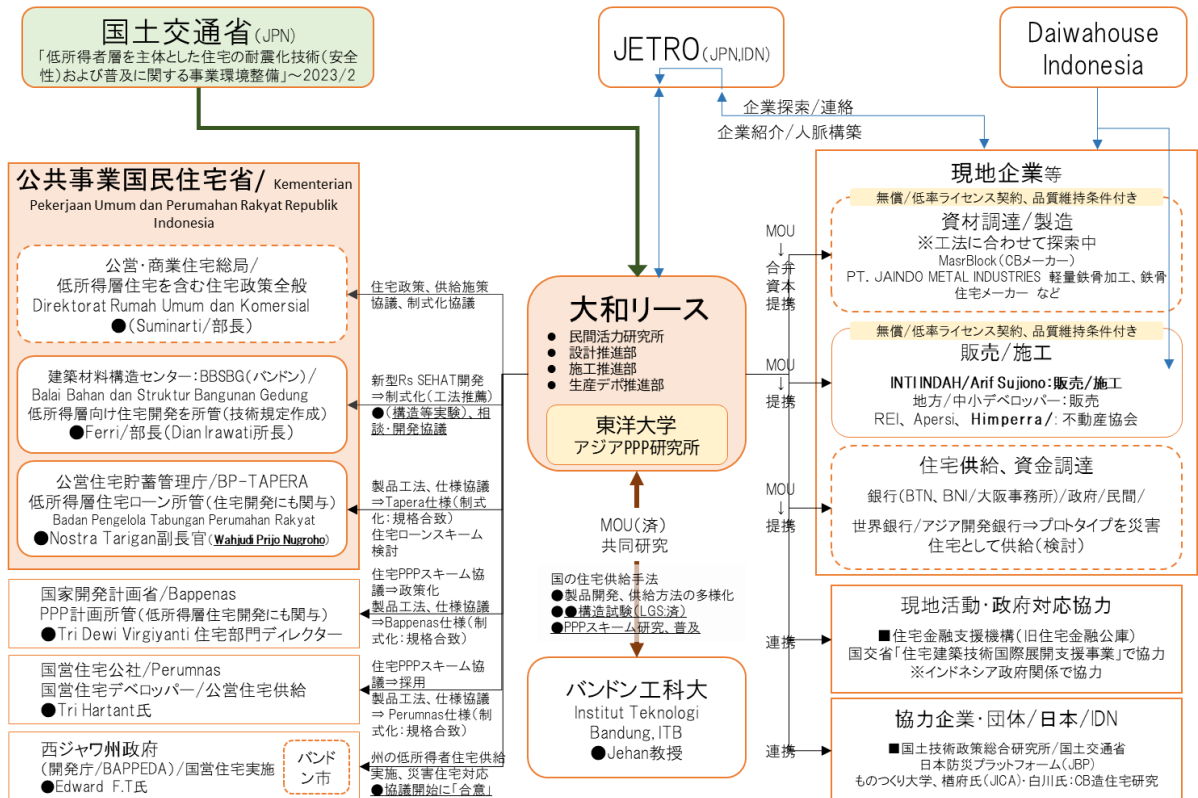 国土交通省(JPN)
「低所得者層を主体とした住宅の耐震化技術(安全
性)および普及に関する事業環境整備」～2023/2
JETRO(JPN,IDN)
Daiwahouse
Indonesia
企業探索/連絡
企業紹介/人脈構築
公共事業国民住宅省/ Kementerian
Pekerjaan Umum dan Perumahan Rakyat Republik
Indonesia
公営・商業住宅総局/
低所得層住宅を含む住宅政策全般
Direktorat Rumah Umum dan Komersial
●(Suminarti/部長)
建築材料構造センター:BBSBG(バンドン)/
Balai Bahan dan Struktur Bangunan Gedung
低所得層向け住宅開発を所管(技術規定作成)
●Ferri/部長(Dian Irawati所長)
公営住宅貯蓄管理庁/BP-TAPERA
低所得層住宅ローン所管(住宅開発にも関与)
Badan Pengelola Tabungan Perumahan Rakyat
●Nostra Tarigan副長官(Wahjudi Prijo Nugroho)
国家開発計画省/Bappenas
PPP計画所管(低所得層住宅開発にも関与)
●Tri Dewi Virgiyanti 住宅部門ディレクター
国営住宅公社/Perumnas
国営住宅デベロッパー/公営住宅供給
●Tri Hartant氏
西ジャワ州政府
(開発庁/BAPPEDA)/国営住宅実施
●Edward F.T氏
バンド
ン市
住宅政策、供給施策
協議、制式化協議
新型Rs SEHAT開発
⇒制式化(工法推薦)
●(構造等実験)、相
談・開発協議
製品工法、仕様協議
⇒Tapera仕様(制式
化:規格合致)
住宅ローンスキーム
検討
住宅PPPスキーム協
議⇒政策化
製品工法、仕様協議
⇒Bappenas仕様(制
式化:規格合致)
住宅PPPスキーム協
議⇒採用
製品工法、仕様協議
⇒ Perumnas仕様(制
式化:規格合致)
州の低所得者住宅供給
実施、災害住宅対応
●協議開始に「合意」
大和リース
● 民間活力研究所
● 設計推進部
● 施工推進部
● 生産デポ推進部
東洋大学
アジアPPP研究所
MOU(済)
共同研究
国の住宅供給手法
●製品開発、供給方法の多様化
●●構造試験(LGS:済)
●PPPスキーム研究、普及
バンドン工科大
Institut Teknologi
Bandung, ITB
●Jehan教授
MOU
↓
合弁
資本
提携
MOU
↓
提携
MOU
↓
提携
連携
連携
現地企業等
無償/低率ライセンス契約、品質維持条件付き
資材調達/製造
※工法に合わせて探索中
MasrBlock(CBメーカー)
PT. JAINDO METAL INDUSTRIES 軽量鉄骨加工、鉄骨
住宅メーカー など
無償/低率ライセンス契約、品質維持条件付き
販売/施工
INTI INDAH/Arif Sujiono:販売/施工
地方/中小デベロッパー:販売
REI、Apersi、Himperra/:不動産協会
住宅供給、資金調達
銀行(BTN、BNI/大阪事務所)/政府/民間/
世界銀行/アジア開発銀行⇒プロトタイプを災害
住宅として供給(検討)
現地活動・政府対応協力
■住宅金融支援機構(旧住宅金融公庫)
国交省「住宅建築技術国際展開支援事業」で協力
※インドネシア政府関係で協力
協力企業・団体/日本/IDN
■国土技術政策総合研究所/国土交通省
日本防災プラットフォーム(JBP)
ものつくり大学、楢府氏(JICA)・白川氏:CB造住宅研究